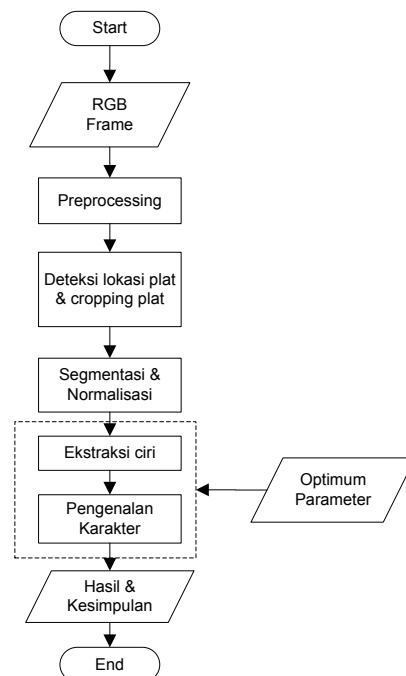 Start
RGB
Frame
Preprocessing
Deteksi lokasi plat
& cropping plat
Segmentasi &
Normalisasi
Ekstraksi ciri
Pengenalan
Karakter
Optimum
Parameter
Hasil &
Kesimpulan
End